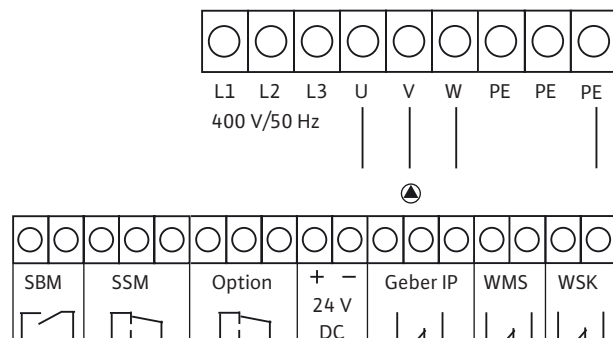 L1 L2 L3 U V W PE PE PE
400 V/50 Hz
SBM SSM Option + − Geber IP WMS WSK
24 V
DC